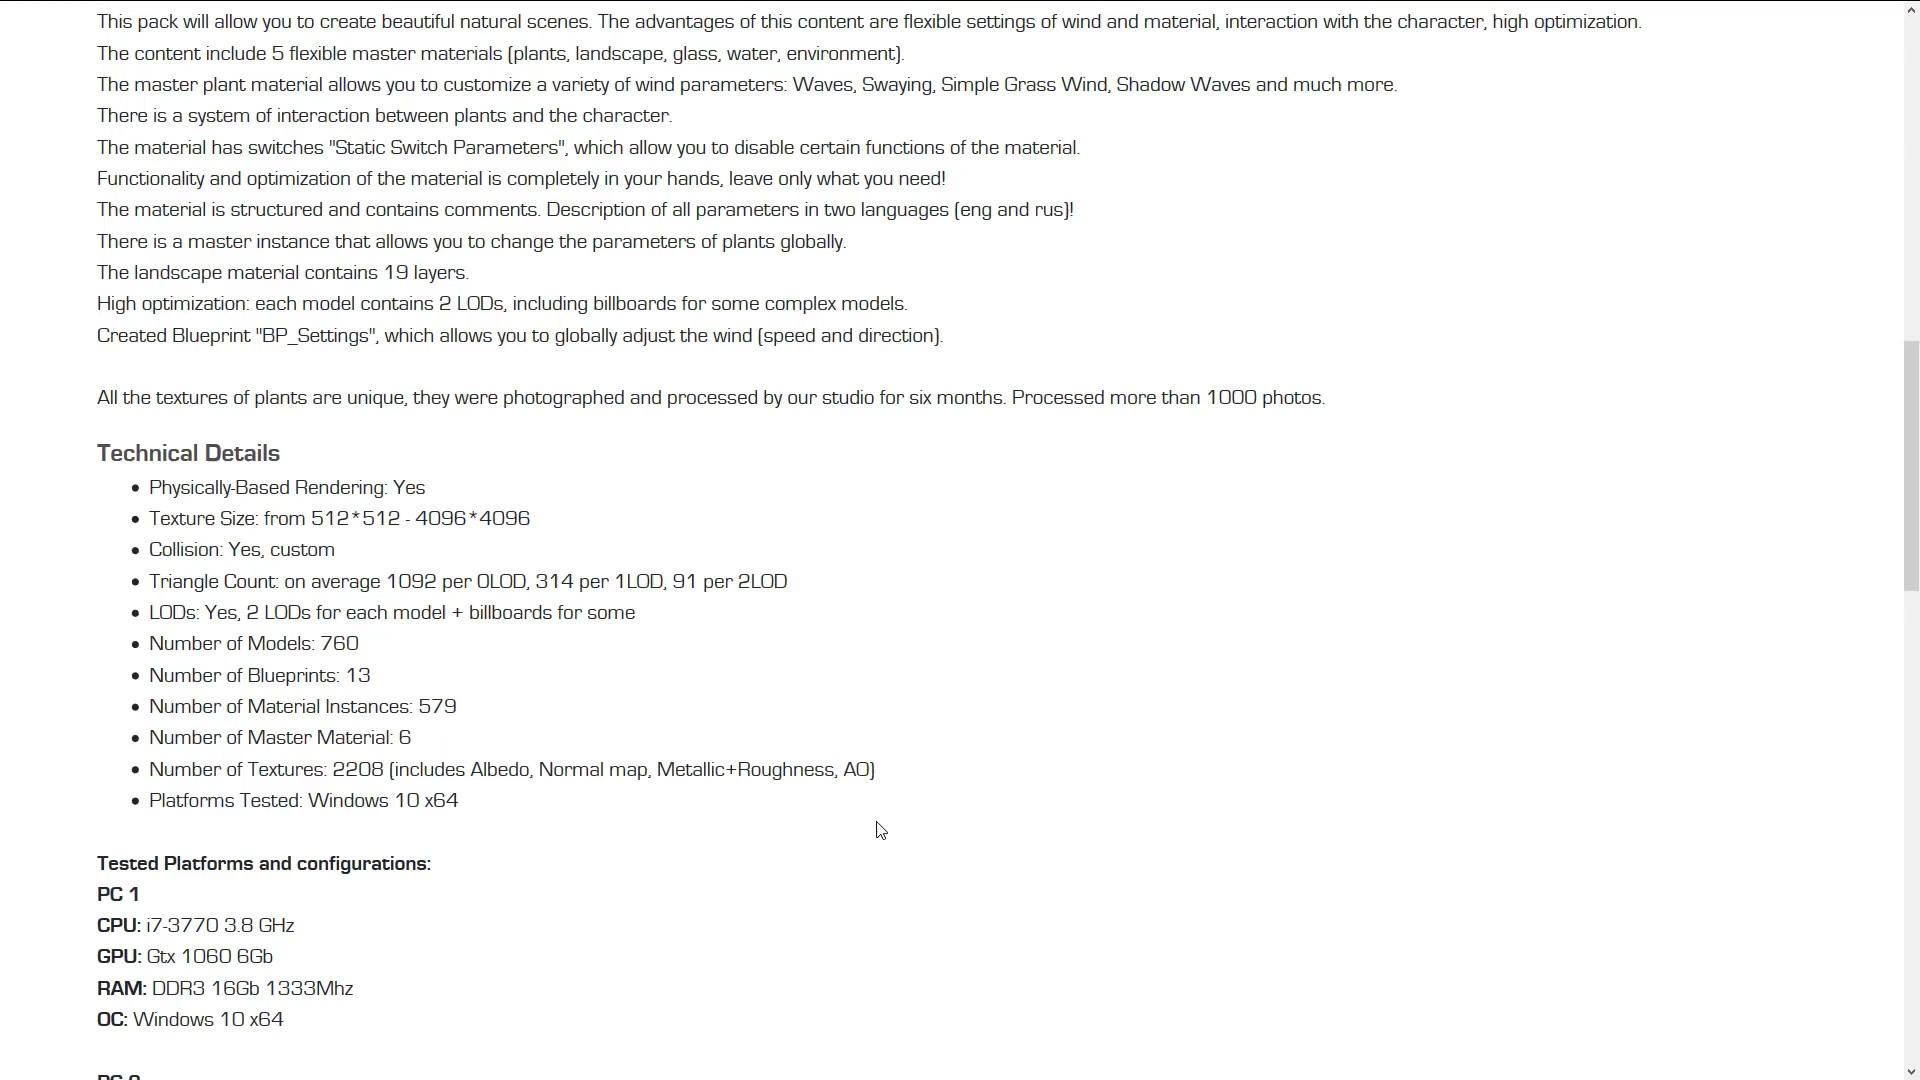 This pack will allow you to create beautiful natural scenes. The advantages of this content are flexible settings of wind and material, interaction with the character, high optimization.
The content include 5 flexible master materials (plants, landscape, glass, water, environment).
The master plant material allows you to customize a variety of wind parameters: Waves, Swaying, Simple Grass Wind, Shadow Waves and much more.
There is a system of interaction between plants and the character.
The material has switches "Static Switch Parameters", which allow you to disable certain functions of the material.
Functionality and optimization of the material is completely in your hands, leave only what you need!
The material is structured and contains comments. Description of all parameters in two languages (eng and rus)!
There is a master instance that allows you to change the parameters of plants globally.
The landscape material contains 19 layers.
High optimization: each model contains 2 LODs, including billboards for some complex models.
Created Blueprint "BP_Settings", which allows you to globally adjust the wind (speed and direction).
All the textures of plants are unique, they were photographed and processed by our studio for six months. Processed more than 1000 photos.
Technical Details
• Physically-Based Rendering: Yes
• Texture Size: from 512*512 - 4096*4096
• Collision: Yes, custom
• Triangle Count: on average 1092 per 0LOD, 314 per 1LOD, 91 per 2LOD
• LODs: Yes, 2 LODs for each model + billboards for some
• Number of Models: 760
• Number of Blueprints: 13
• Number of Material Instances: 579
• Number of Master Material: 6
• Number of Textures: 2208 (includes Albedo, Normal map, Metallic+Roughness, AO)
• Platforms Tested: Windows 10 x64
Tested Platforms and configurations:
PC 1
CPU: i7-3770 3.8 GHz
GPU: Gtx 1060 6Gb
RAM: DDR3 16Gb 1333Mhz
OC: Windows 10 x64